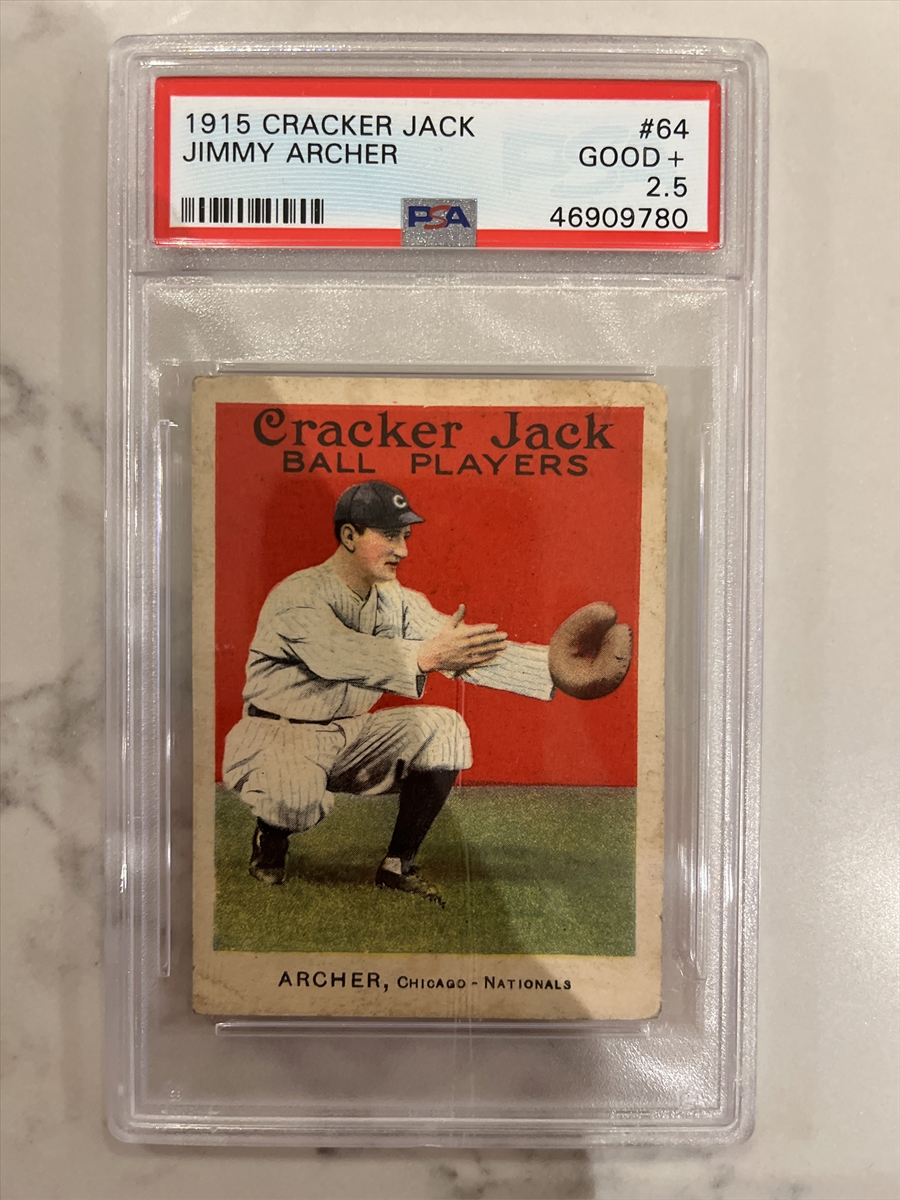 1915 CRACKER JACK
JIMMY ARCHER
#64
GOOD +
2.5
46909780
PSA
Cracker Jack
BALL PLAYERS
C
ARCHER, CHICAGO - NATIONALS